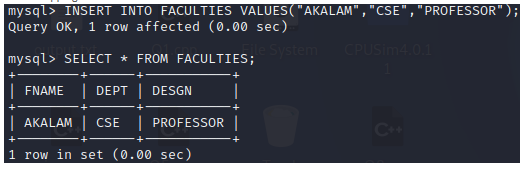 mysql> INSERT INTO FACULTIES VALUES("AKALAM","CSE","PROFESSOR");
Query OK, 1 row affected (0.00 sec)
mysql> SELECT * FROM FACULTIES;
+--------+------+-----------+
| FNAME  | DEPT | DESGN     |
+--------+------+-----------+
| AKALAM | CSE  | PROFESSOR |
+--------+------+-----------+
1 row in set (0.00 sec)